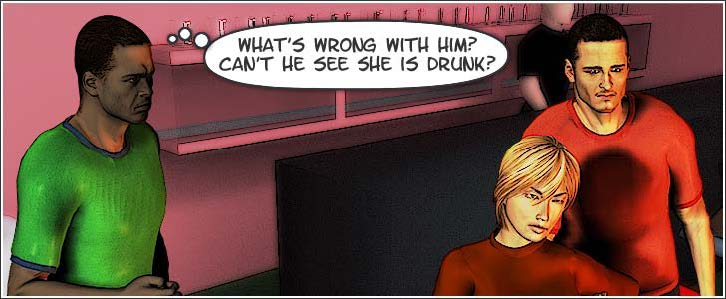 WHAT'S WRONG WITH HIM?
CAN'T HE SEE SHE IS DRUNK?